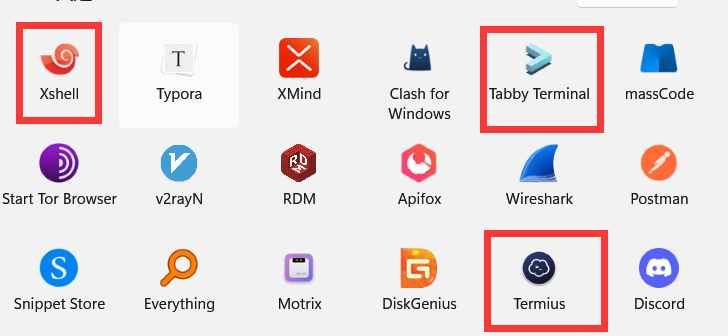 Xshell
Typora
XMind
Clash for
Windows
Tabby Terminal
massCode
Start Tor Browser
v2rayN
RDM
Apifox
Wireshark
Postman
Snippet Store
Everything
Motrix
DiskGenius
Termius
Discord